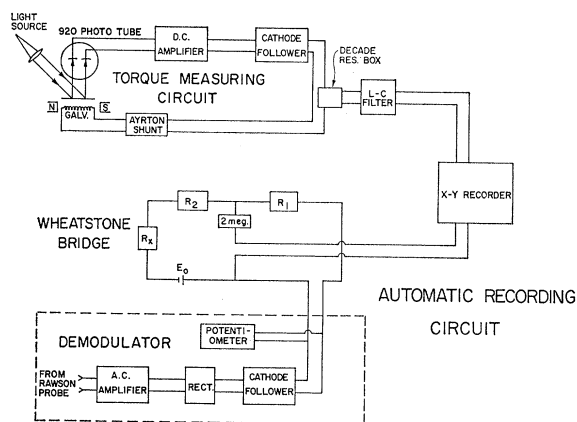 LIGHT
SOURCE
920 PHOTO TUBE
D.C.
AMPLIFIER
CATHODE
FOLLOWER
DECADE
RES. BOX
TORQUE MEASURING
CIRCUIT
N
S
GALV.
AYRTON
SHUNT
L-C
FILTER
X-Y RECORDER
R2
R1
2 meg.
WHEATSTONE
BRIDGE
Rx
Eo
AUTOMATIC RECORDING
CIRCUIT
POTENTI-
OMETER
DEMODULATOR
FROM
RAWSON
PROBE
A.C.
AMPLIFIER
RECT.
CATHODE
FOLLOWER